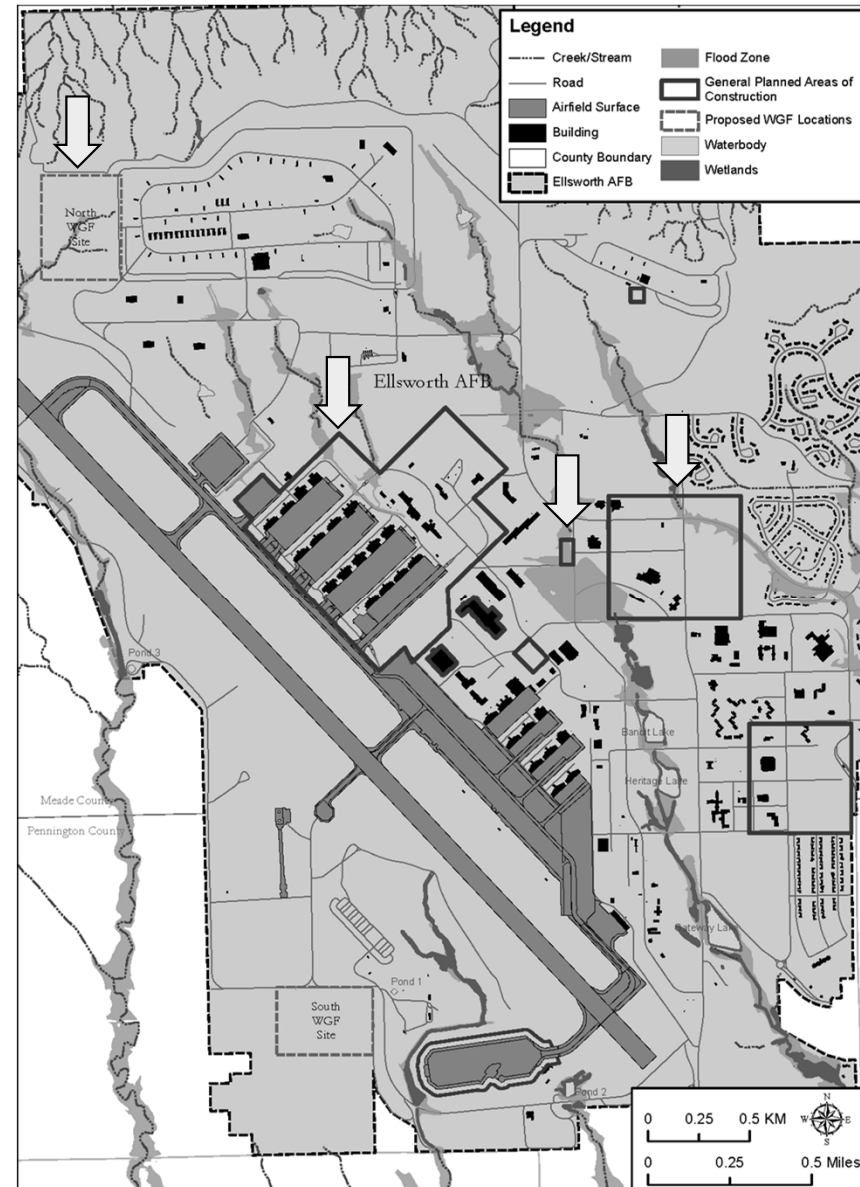 Legend
Creek/Stream
Road
Airfield Surface
Building
County Boundary
Ellsworth AFB
Flood Zone
General Planned Areas of
Construction
Proposed WGF Locations
Waterbody
Wetlands
North
WGF
Site
Ellsworth AFB
Pond 3
Bandit Lake
Heritage Lake
Meade County
Pennington County
Gateway Lake
Pond 1
South
WGF
Site
Pond 2
0 0.25 0.5 KM
0 0.25 0.5 Miles
N
W E
S